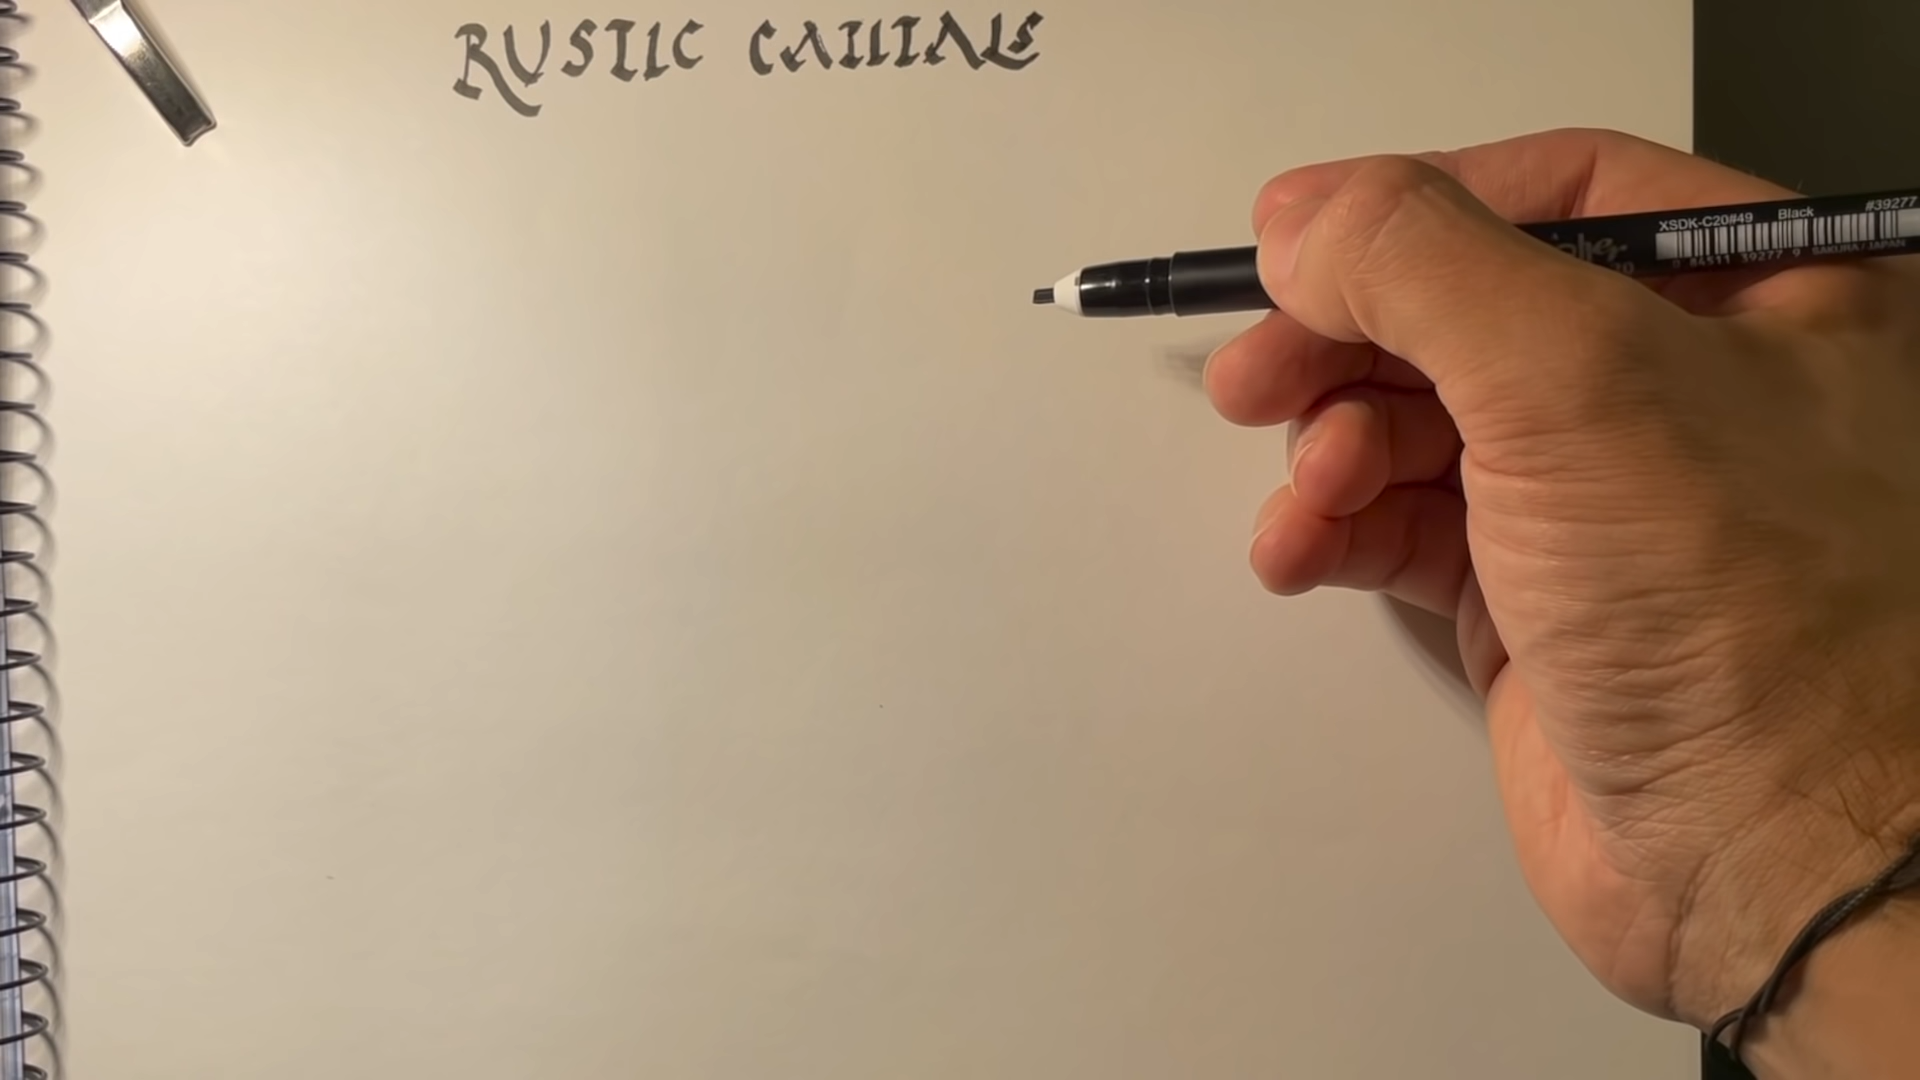 RUSTIC CAPITALS
XSDK-C20#49 Black #39277
0 84511 39277 9 SAKURA/JAPAN